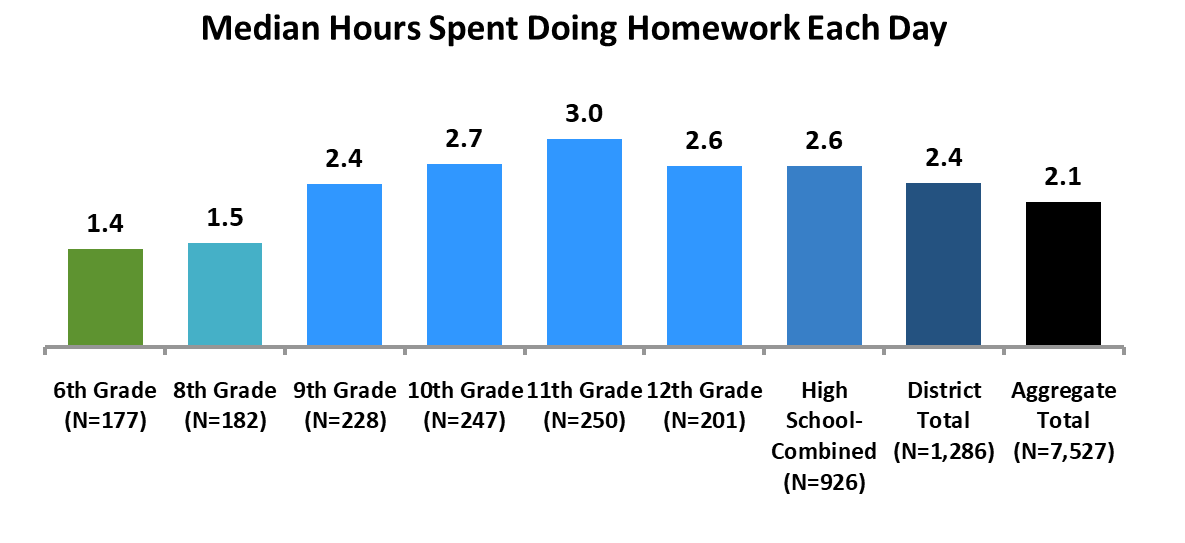 Median Hours Spent Doing Homework Each Day
3.0
2.7
2.6
2.6
2.4
2.4
2.1
1.5
1.4
6th Grade 8th Grade 9th Grade 10th Grade 11th Grade 12th Grade High District Aggregate
(N=177) (N=182) (N=228) (N=247) (N=250) (N=201) School- Total Total
Combined (N=1,286) (N=7,527)
(N=926)